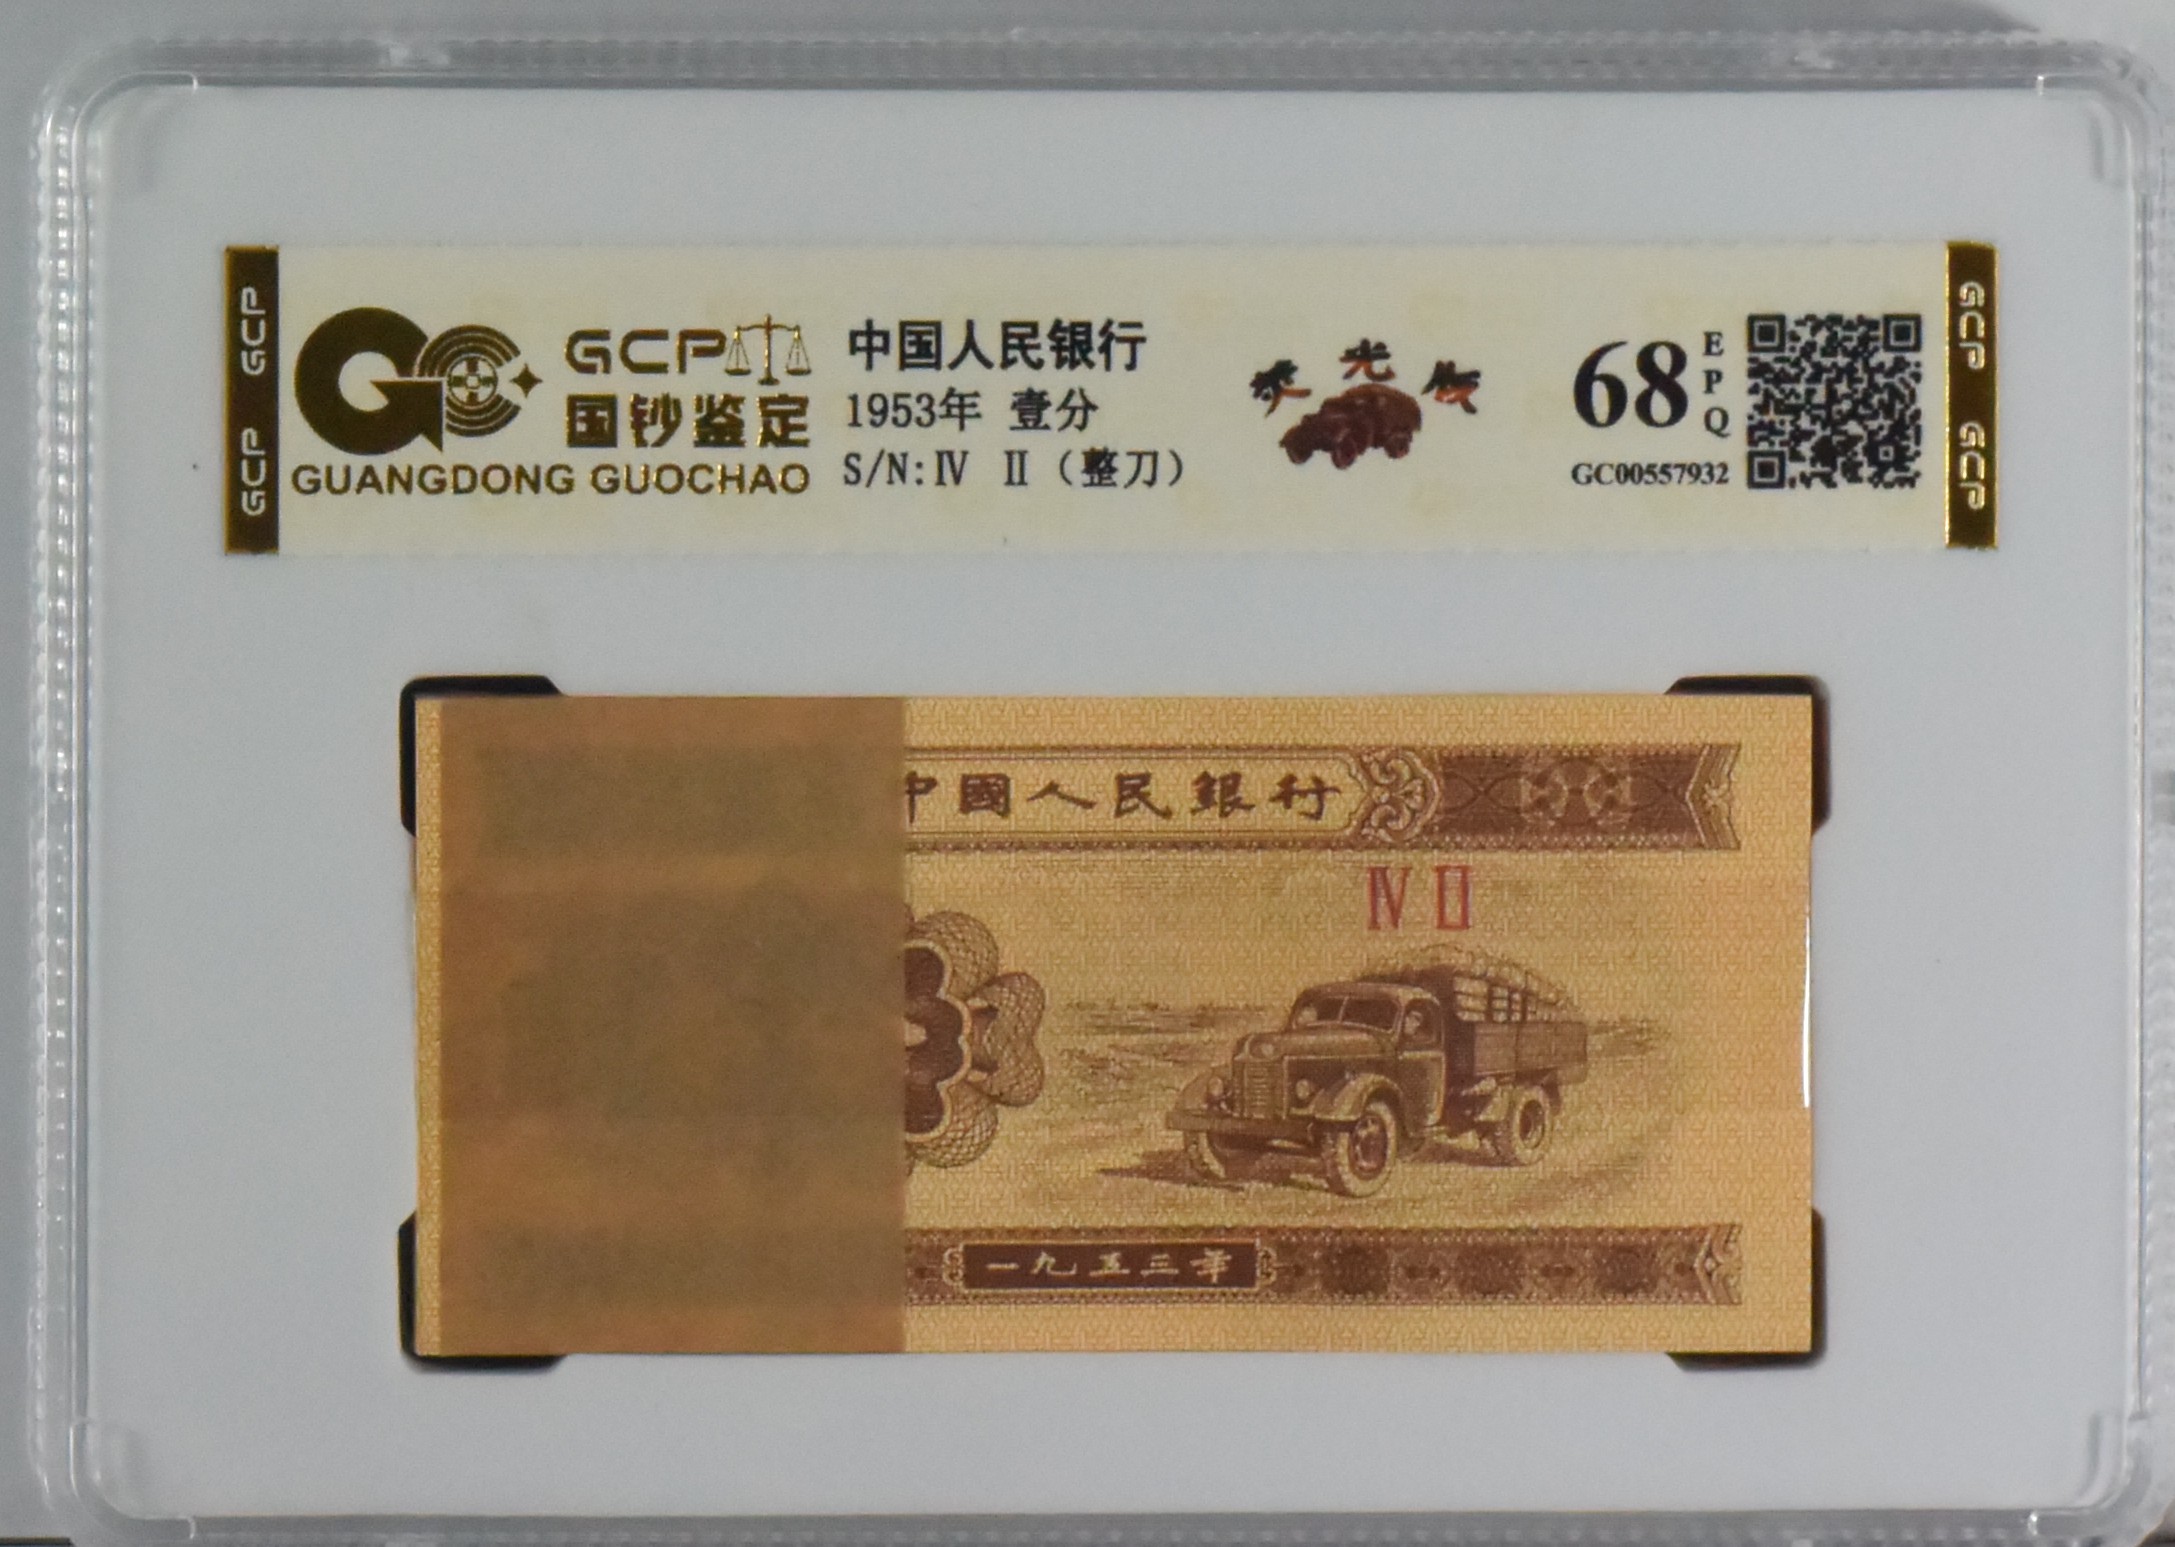 GCP GCP
GCP
国钞鉴定
GUANGDONG GUOCHAO
中国人民银行
1953年 壹分
S/N:Ⅳ Ⅱ（整刀）
荧光版
68
EPQ
GC00557932
GCP GCP
中國人民銀行
Ⅳ Ⅱ
一九五三年